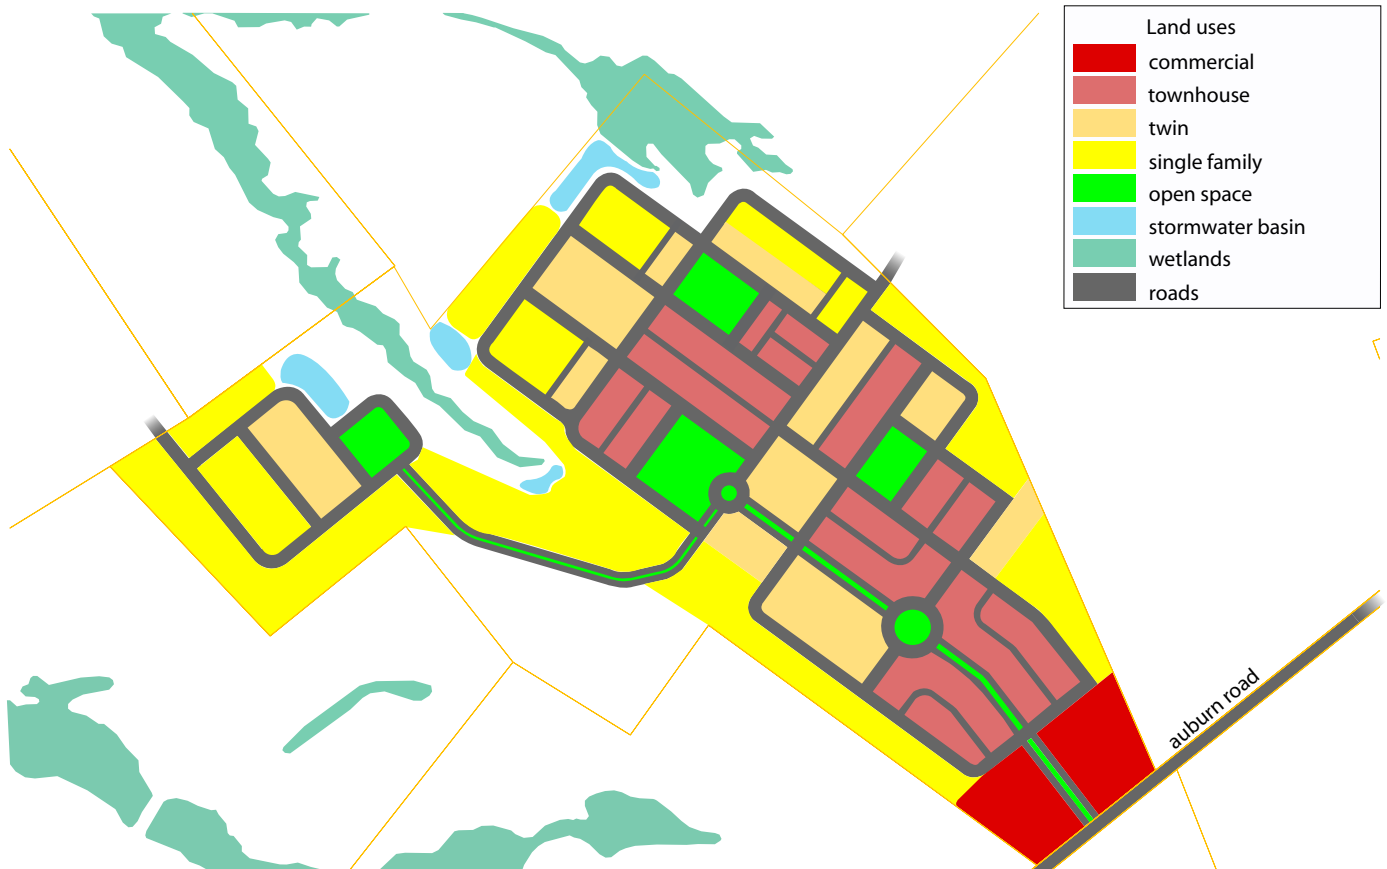 Land uses
commercial
townhouse
twin
single family
open space
stormwater basin
wetlands
roads
auburn road